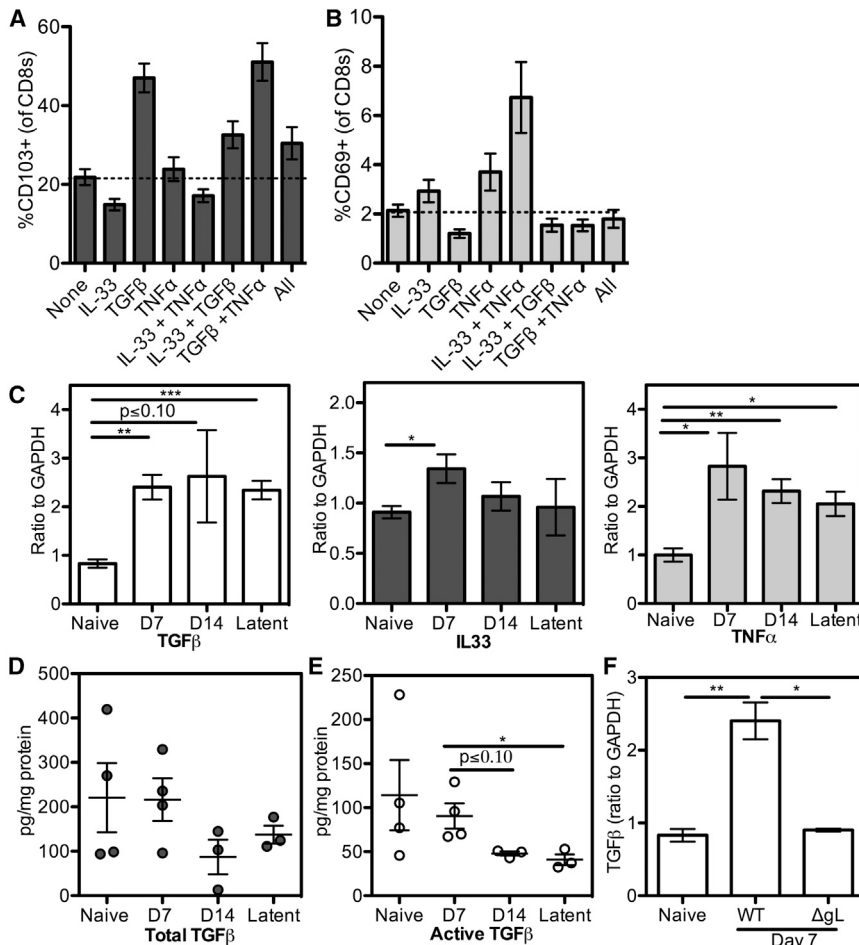 A
%CD103+ (of CD8s)
60
40
20
0
None
IL-33
TGFβ
TNFα
IL-33 + TNFα
IL-33 + TGFβ
TGFβ +TNFα
All
B
%CD69+ (of CD8s)
10
8
6
4
2
0
None
IL-33
TGFβ
TNFα
IL-33 + TNFα
IL-33 + TGFβ
TGFβ +TNFα
All
C
Ratio to GAPDH
4
3
2
1
0
***
p≤0.10
**
Naive D7 D14 Latent
TGFβ
Ratio to GAPDH
2.0
1.5
1.0
0.5
0.0
*
Naive D7 D14 Latent
IL33
Ratio to GAPDH
4
3
2
1
0
*
**
*
Naive D7 D14 Latent
TNFα
D
pg/mg protein
500
400
300
200
100
0
Naive D7 D14 Latent
Total TGFβ
E
pg/mg protein
250
200
150
100
50
0
*
p≤0.10
Naive D7 D14 Latent
Active TGFβ
F
TGFβ (ratio to GAPDH)
3
2
1
0
** *
Naive WT ΔgL
Day 7